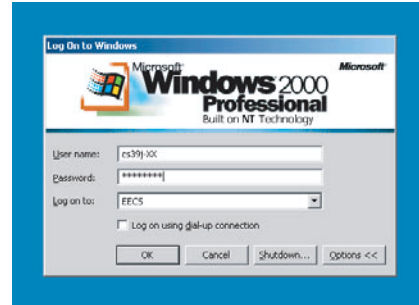 Log On to Windows
Microsoft
Microsoft
Windows 2000
Professional
Built on NT Technology
User name: cs39j-XX
Password: ********
Log on to: EECS
Log on using dial-up connection
OK Cancel Shutdown... Options <<